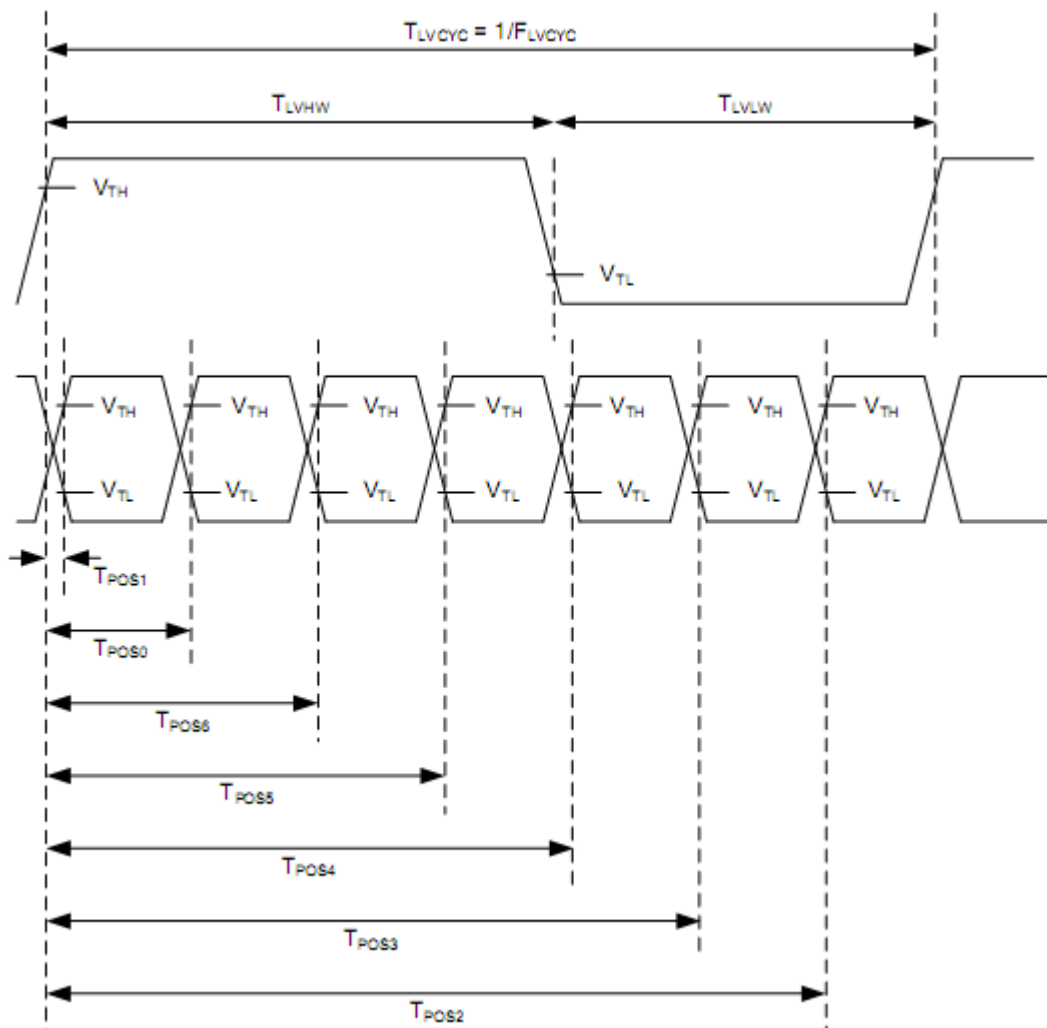 TLVCYC = 1/FLVCYC
TLVHW TLVLW
VTH
VTL
VTH VTH VTH VTH VTH VTH VTH
VTL VTL VTL VTL VTL VTL VTL
TPOS1
TPOS0
TPOS6
TPOS5
TPOS4
TPOS3
TPOS2